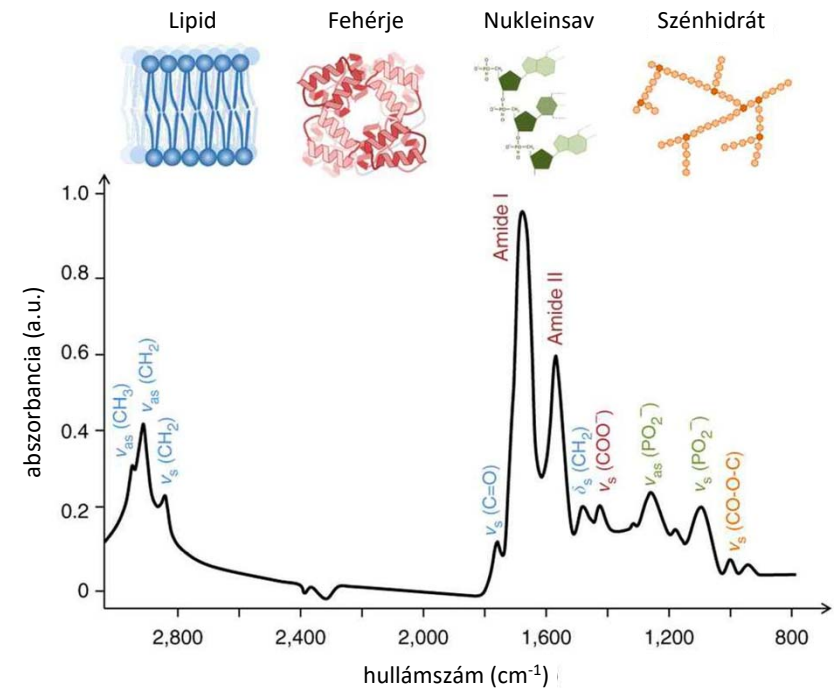 Lipid
Fehérje
Nukleinsav
Szénhidrát
abszorbancia (a.u.)
1.0
0.8
0.6
0.4
0.2
0
νas (CH3)
νas (CH2)
νs (CH2)
νs (C=O)
Amide I
Amide II
δs (CH2)
νs (COO⁻)
νas (PO2⁻)
νs (PO2⁻)
νs (CO-O-C)
2,800
2,400
2,000
1,600
1,200
800
hullámszám (cm-1)